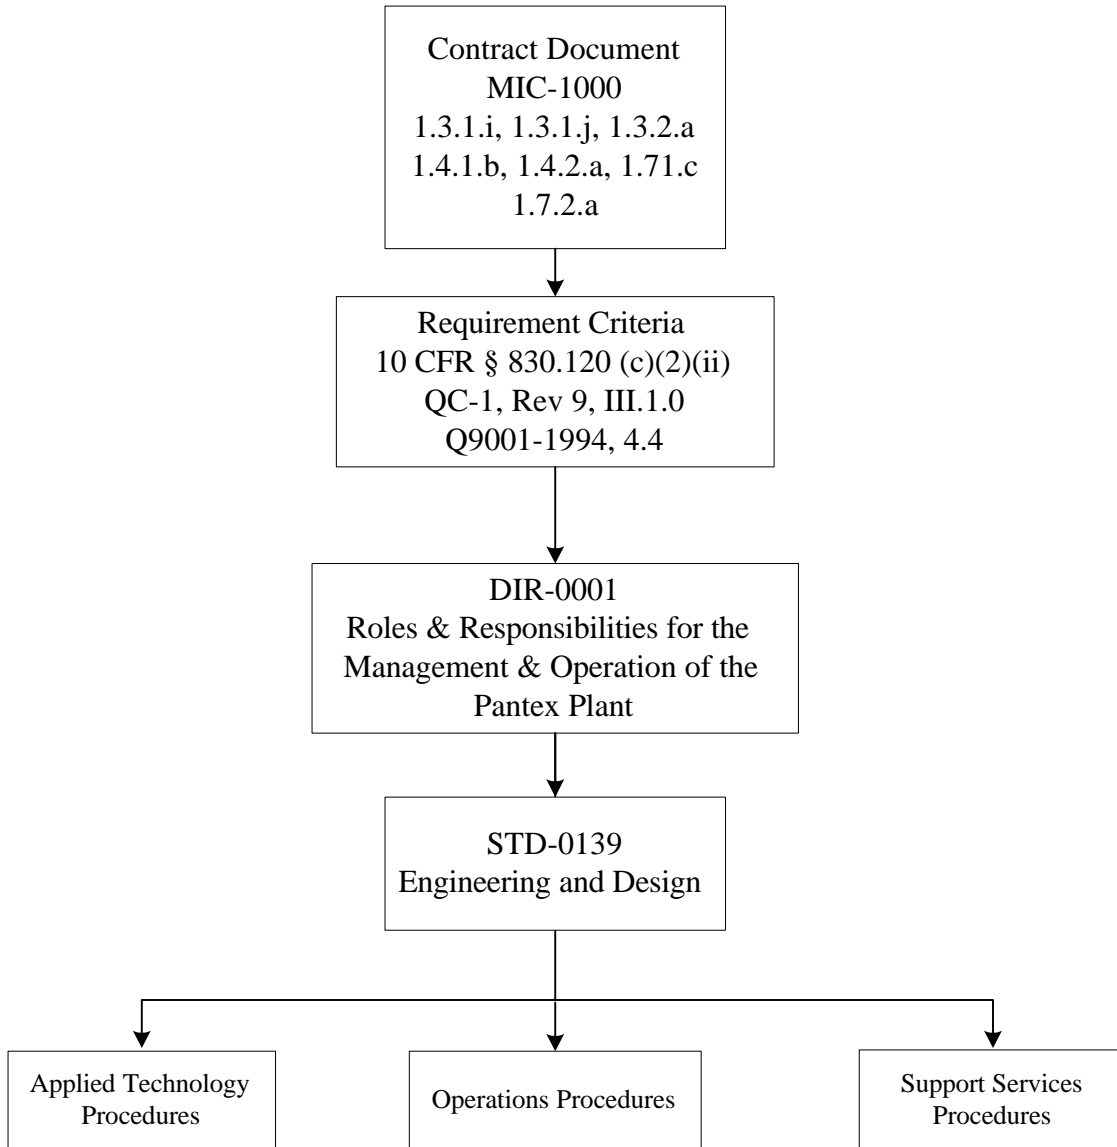 Contract Document
MIC-1000
1.3.1.i, 1.3.1.j, 1.3.2.a
1.4.1.b, 1.4.2.a, 1.71.c
1.7.2.a
Requirement Criteria
10 CFR § 830.120 (c)(2)(ii)
QC-1, Rev 9, III.1.0
Q9001-1994, 4.4
DIR-0001
Roles & Responsibilities for the
Management & Operation of the
Pantex Plant
STD-0139
Engineering and Design
Applied Technology
Procedures
Operations Procedures
Support Services
Procedures